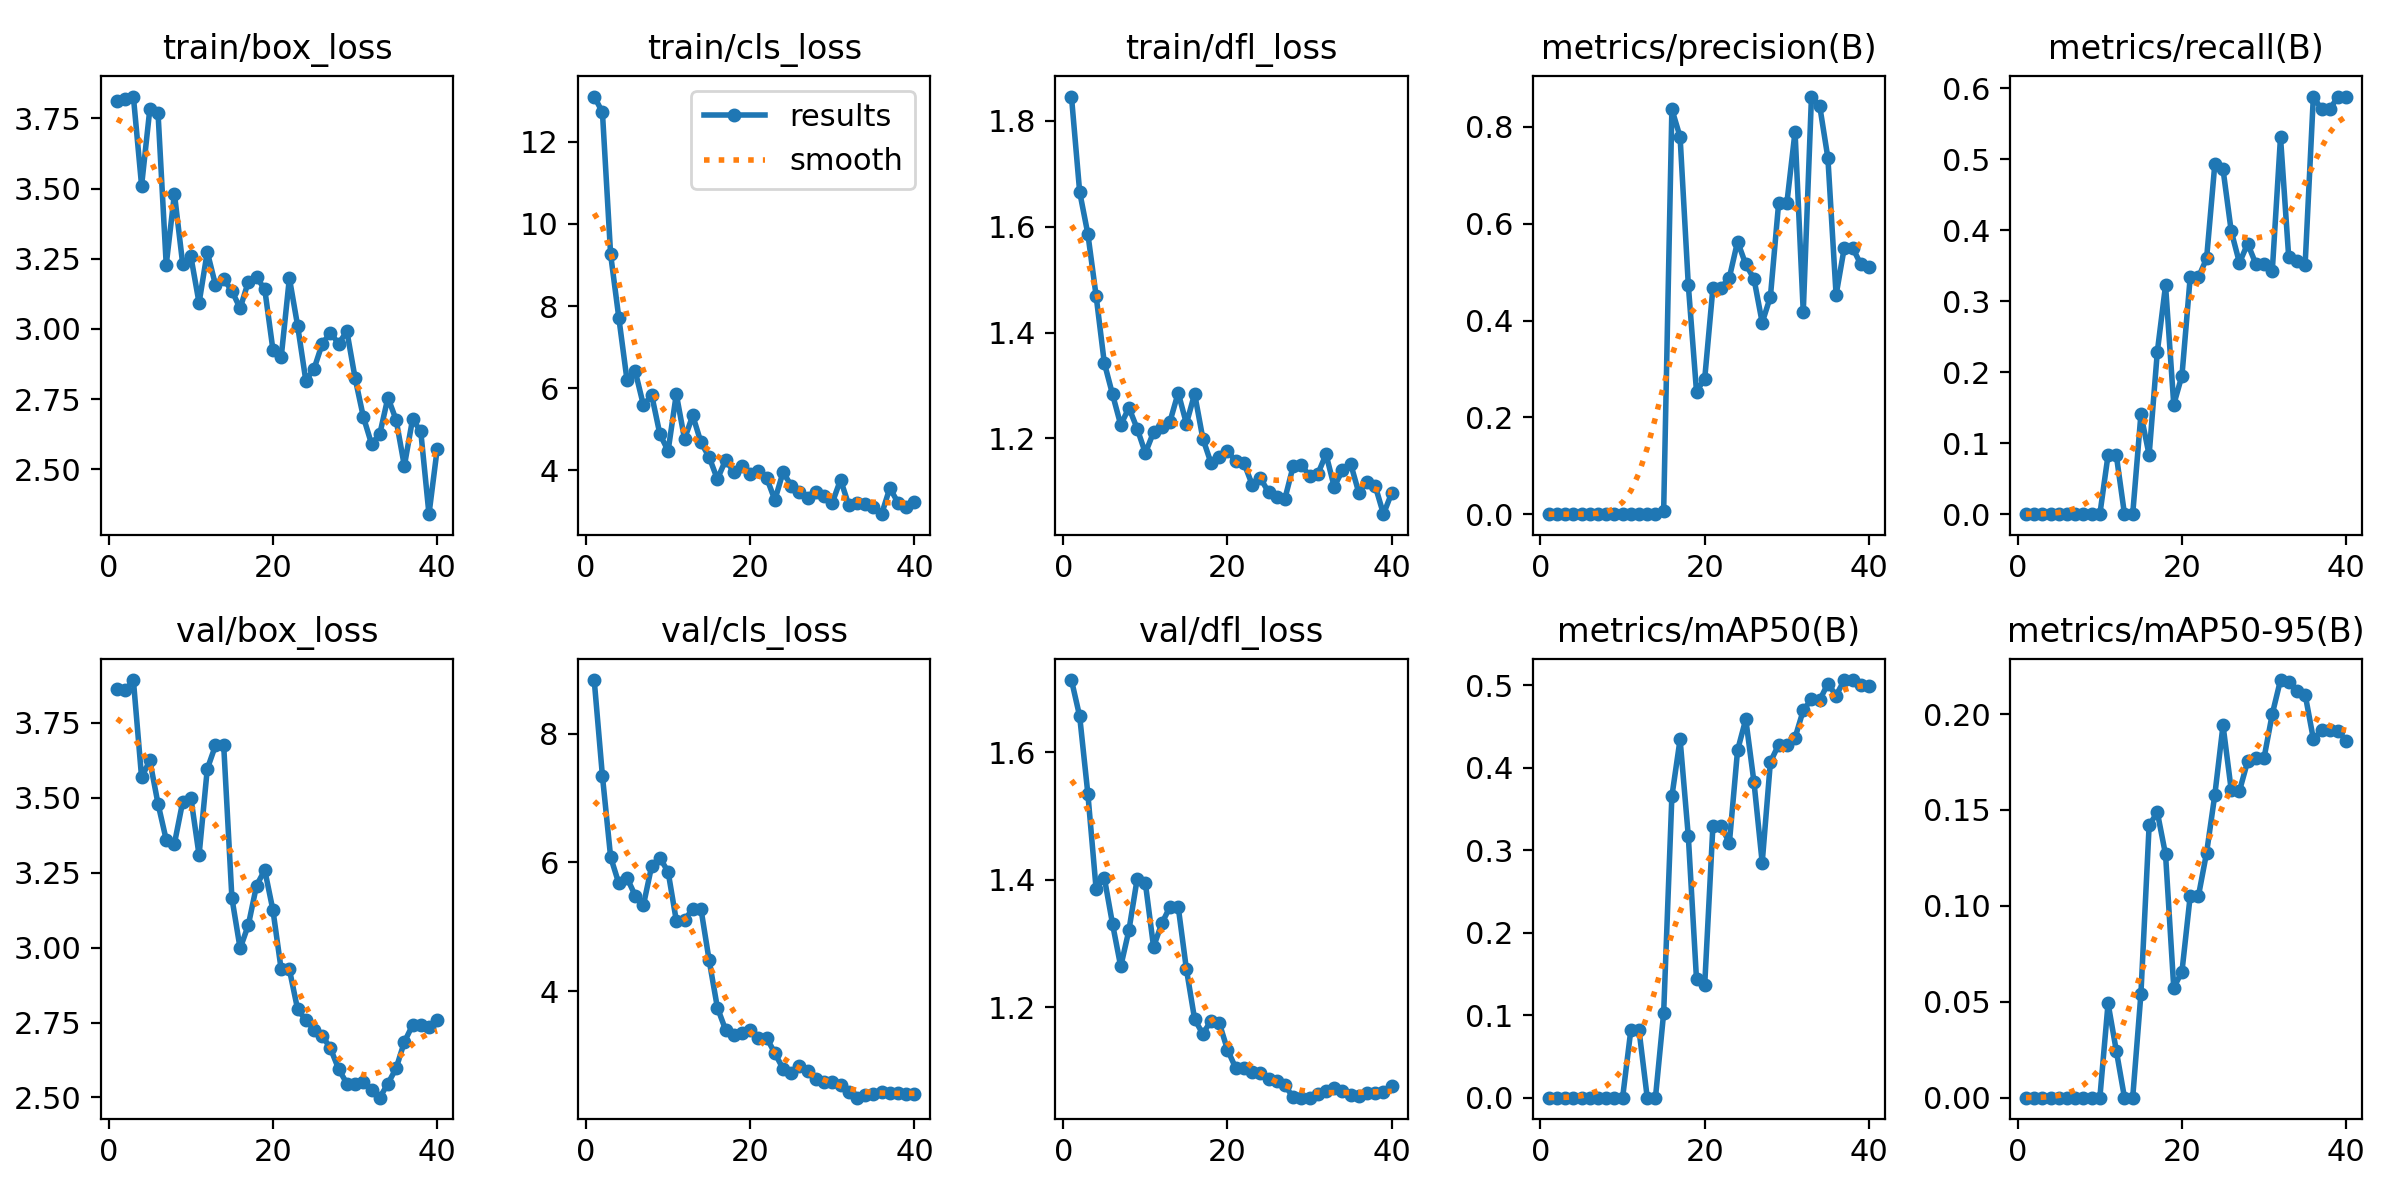 train/box_loss
3.75
3.50
3.25
3.00
2.75
2.50
0 20 40
train/cls_loss
results
smooth
12
10
8
6
4
0 20 40
train/dfl_loss
1.8
1.6
1.4
1.2
0 20 40
metrics/precision(B)
0.8
0.6
0.4
0.2
0.0
0 20 40
metrics/recall(B)
0.6
0.5
0.4
0.3
0.2
0.1
0.0
0 20 40
val/box_loss
3.75
3.50
3.25
3.00
2.75
2.50
0 20 40
val/cls_loss
8
6
4
0 20 40
val/dfl_loss
1.6
1.4
1.2
0 20 40
metrics/mAP50(B)
0.5
0.4
0.3
0.2
0.1
0.0
0 20 40
metrics/mAP50-95(B)
0.20
0.15
0.10
0.05
0.00
0 20 40